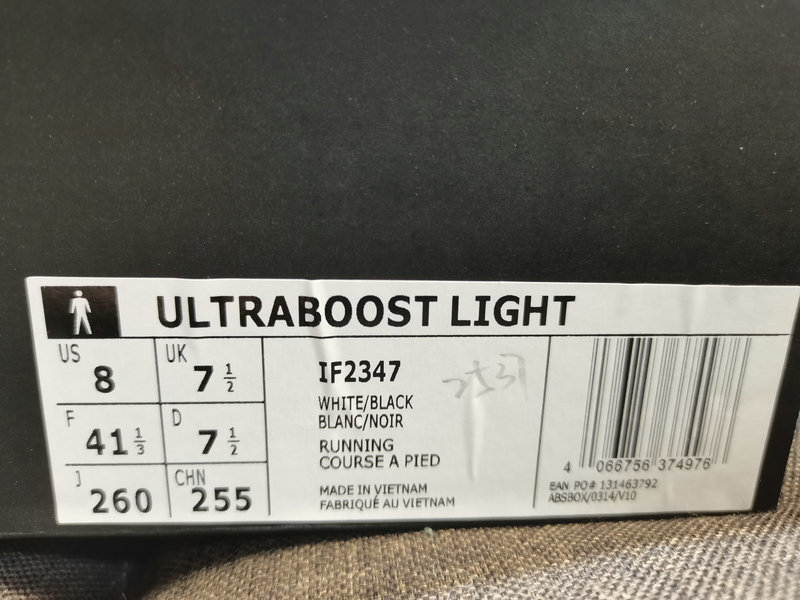 ULTRABOOST LIGHT
US 8
UK 7 1/2
F 41 1/3
D 7 1/2
J 260
CHN 255
IF2347
WHITE/BLACK
BLANC/NOIR
RUNNING
COURSE A PIED
MADE IN VIETNAM
FABRIQUÉ AU VIETNAM
4 066756 374976
EAN PO# 131463792
ABSBOX/0314/V10